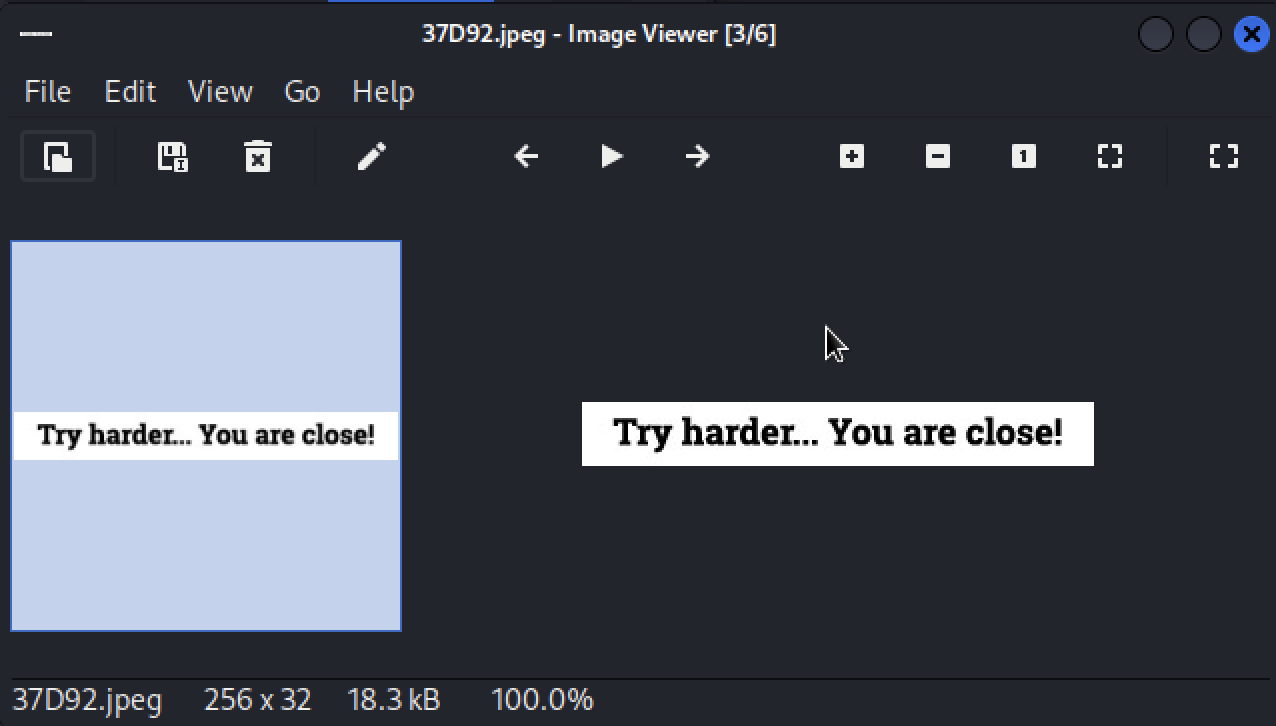 37D92.jpeg - Image Viewer [3/6]
File Edit View Go Help
Try harder... You are close!
Try harder... You are close!
37D92.jpeg 256 x 32 18.3 kB 100.0%